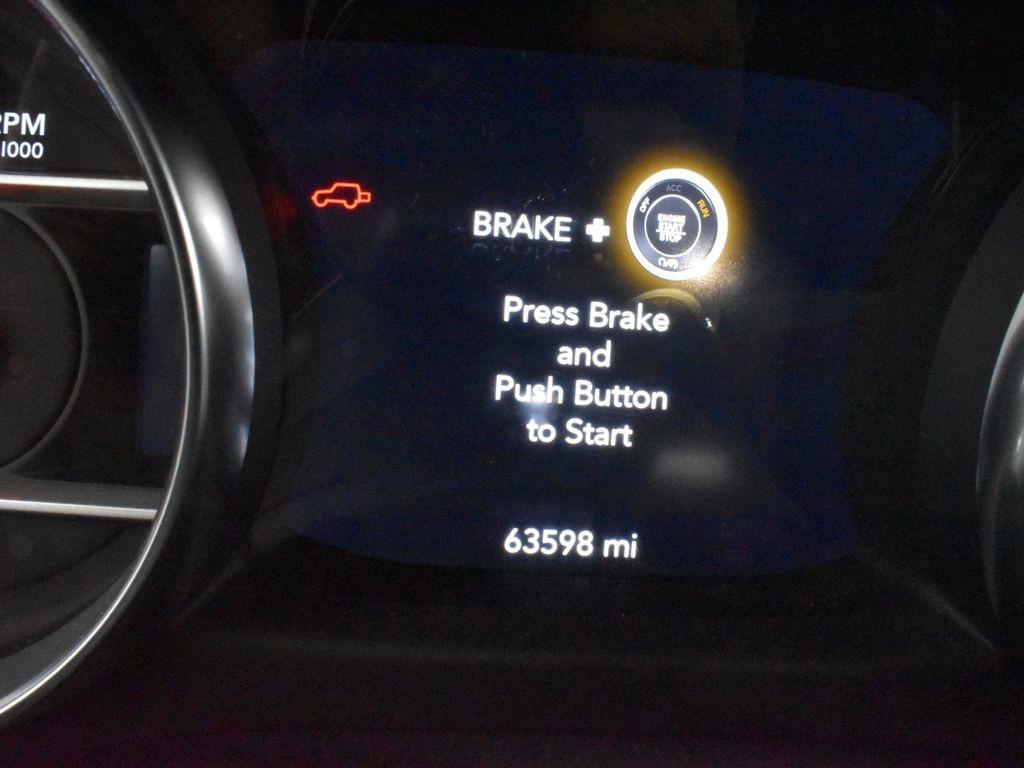 RPM
1000
BRAKE +
ACC
OFF
RUN
ENGINE
START
STOP
Press Brake
and
Push Button
to Start
63598 mi